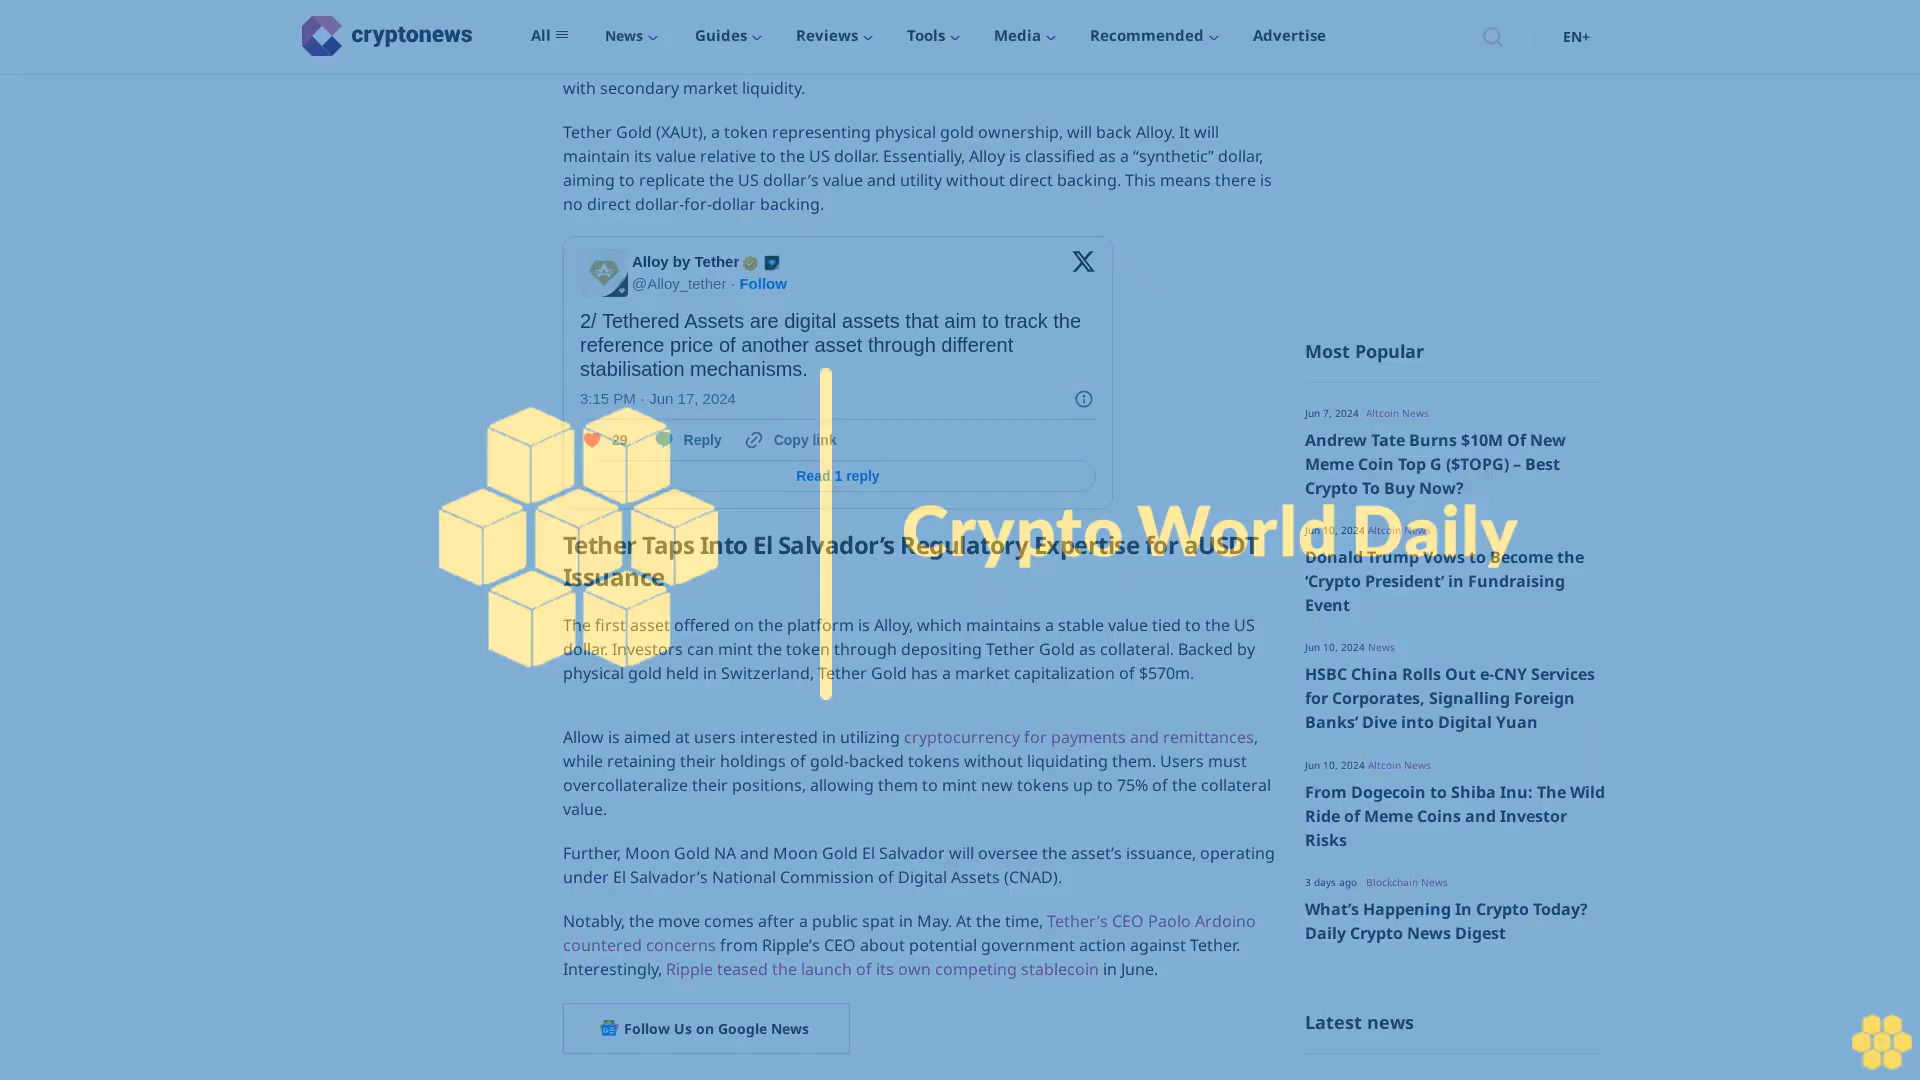 cryptonews
All News Guides Reviews Tools Media Recommended Advertise EN+
with secondary market liquidity.
Tether Gold (XAUt), a token representing physical gold ownership, will back Alloy. It will
maintain its value relative to the US dollar. Essentially, Alloy is classified as a “synthetic” dollar,
aiming to replicate the US dollar’s value and utility without direct backing. This means there is
no direct dollar-for-dollar backing.
Alloy by Tether
@Alloy_tether · Follow
2/ Tethered Assets are digital assets that aim to track the
reference price of another asset through different
stabilisation mechanisms.
3:15 PM · Jun 17, 2024
29 Reply Copy link
Read 1 reply
Tether Taps Into El Salvador’s Regulatory Expertise for aUSDT
Issuance
The first asset offered on the platform is Alloy, which maintains a stable value tied to the US
dollar. Investors can mint the token through depositing Tether Gold as collateral. Backed by
physical gold held in Switzerland, Tether Gold has a market capitalization of $570m.
Allow is aimed at users interested in utilizing cryptocurrency for payments and remittances,
while retaining their holdings of gold-backed tokens without liquidating them. Users must
overcollateralize their positions, allowing them to mint new tokens up to 75% of the collateral
value.
Further, Moon Gold NA and Moon Gold El Salvador will oversee the asset’s issuance, operating
under El Salvador’s National Commission of Digital Assets (CNAD).
Notably, the move comes after a public spat in May. At the time, Tether’s CEO Paolo Ardoino
countered concerns from Ripple’s CEO about potential government action against Tether.
Interestingly, Ripple teased the launch of its own competing stablecoin in June.
Follow Us on Google News
Crypto World Daily
Most Popular
Jun 7, 2024 Altcoin News
Andrew Tate Burns $10M Of New
Meme Coin Top G ($TOPG) – Best
Crypto To Buy Now?
Jun 10, 2024 Altcoin News
Donald Trump Vows to Become the
‘Crypto President’ in Fundraising
Event
Jun 10, 2024 News
HSBC China Rolls Out e-CNY Services
for Corporates, Signalling Foreign
Banks’ Dive into Digital Yuan
Jun 10, 2024 Altcoin News
From Dogecoin to Shiba Inu: The Wild
Ride of Meme Coins and Investor
Risks
3 days ago Blockchain News
What’s Happening In Crypto Today?
Daily Crypto News Digest
Latest news